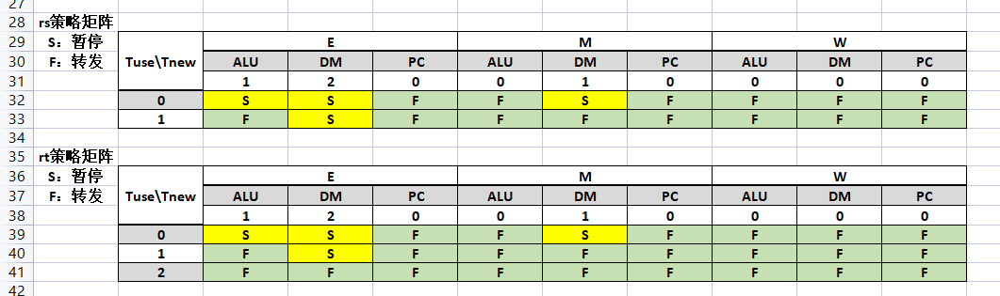 27
28 rs策略矩阵
29 S：暂停 Tuse\Tnew E M W
30 F：转发 ALU DM PC ALU DM PC ALU DM PC
31 1 2 0 0 1 0 0 0 0
32 0 S S F F S F F F F
33 1 F S F F F F F F F
34
35 rt策略矩阵
36 S：暂停 Tuse\Tnew E M W
37 F：转发 ALU DM PC ALU DM PC ALU DM PC
38 1 2 0 0 1 0 0 0 0
39 0 S S F F S F F F F
40 1 F S F F F F F F F
41 2 F F F F F F F F F
42